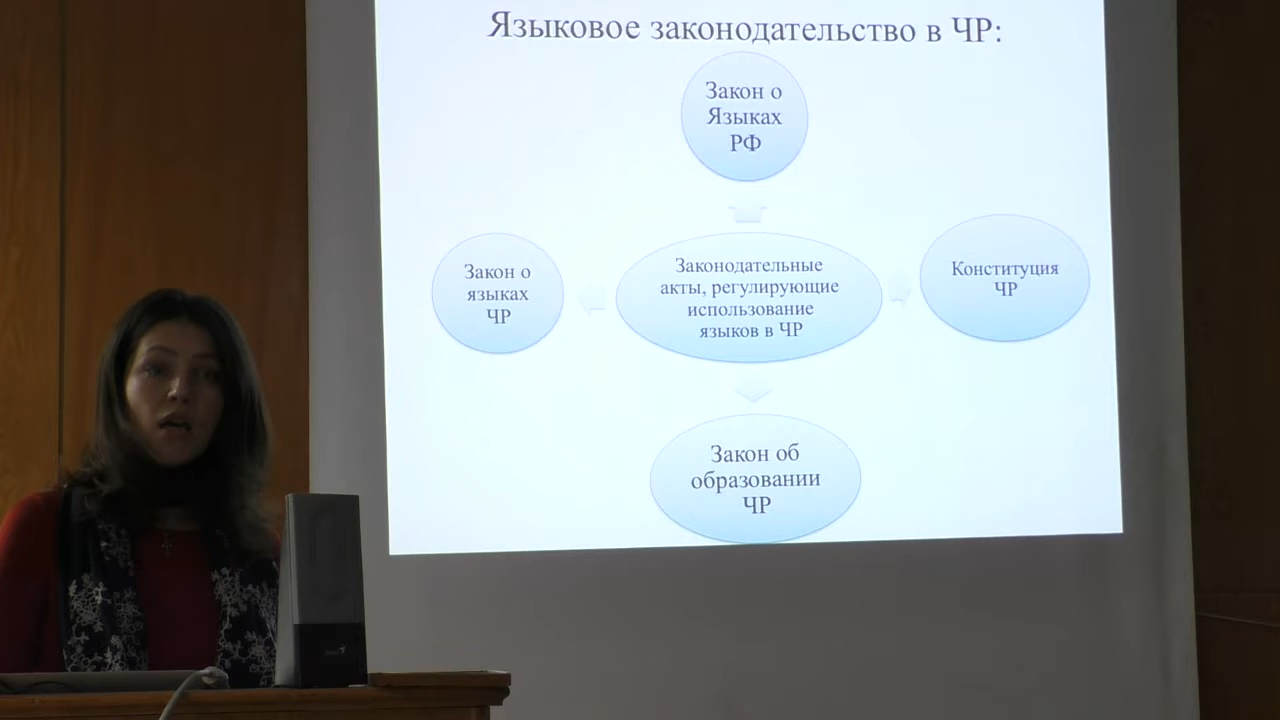 Языковое законодательство в ЧР:
Закон о
Языках
РФ
Закон о
языках
ЧР
Законодательные
акты, регулирующие
использование
языков в ЧР
Конституция
ЧР
Закон об
образовании
ЧР